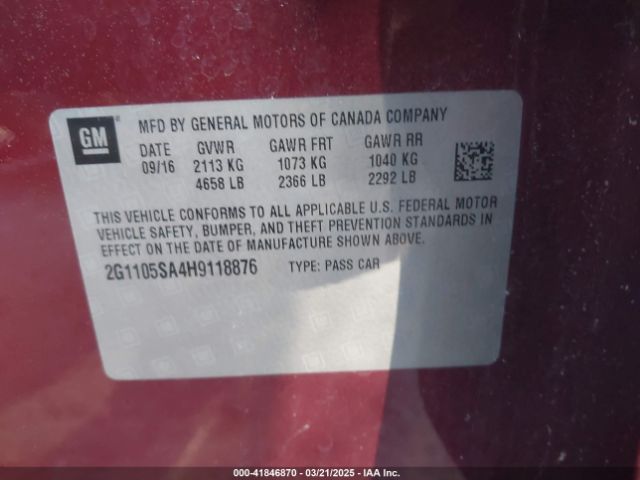 GM
MFD BY GENERAL MOTORS OF CANADA COMPANY
DATE GVWR GAWR FRT GAWR RR
09/16 2113 KG 1073 KG 1040 KG
4658 LB 2366 LB 2292 LB
THIS VEHICLE CONFORMS TO ALL APPLICABLE U.S. FEDERAL MOTOR
VEHICLE SAFETY, BUMPER, AND THEFT PREVENTION STANDARDS IN
EFFECT ON THE DATE OF MANUFACTURE SHOWN ABOVE.
2G1105SA4H9118876 TYPE: PASS CAR
000-41846870 | 03/21/2025 | IAA Inc.